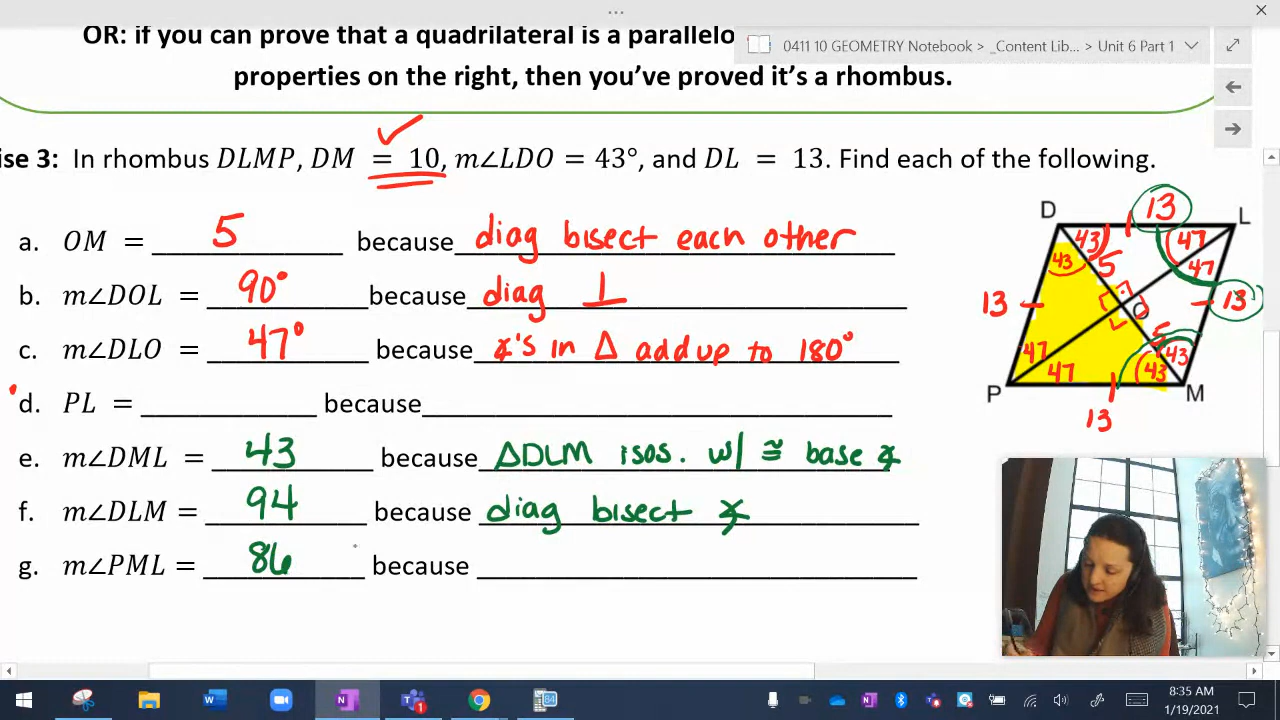 OR: if you can prove that a quadrilateral is a parallelo
0411 10 GEOMETRY Notebook > _Content Lib... > Unit 6 Part 1
properties on the right, then you've proved it's a rhombus.
ise 3: In rhombus DLMP, DM = 10, m∠LDO = 43°, and DL = 13. Find each of the following.
a. OM = 5 because diag bisect each other
b. m∠DOL = 90° because diag ⊥
c. m∠DLO = 47° because ∡'s in Δ add up to 180°
d. PL = ____ because ____
e. m∠DML = 43 because ΔDLM isos. w/ ≅ base ∡
f. m∠DLM = 94 because diag bisect ∡
g. m∠PML = 86 because ____
D 13 L
43 47
43 5 47
13 O 13
47 5 43
47 43
P M
13
64
8:35 AM
1/19/2021